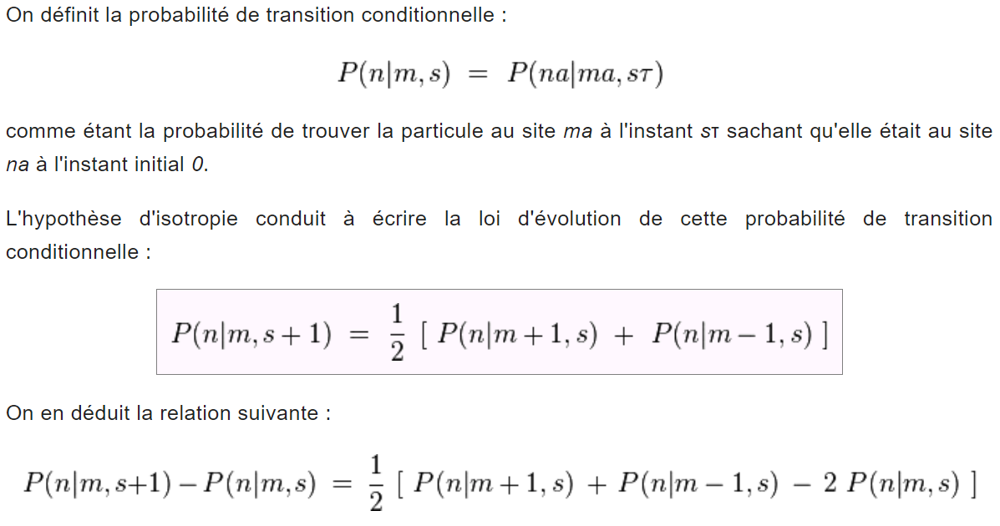 On définit la probabilité de transition conditionnelle :
P(n|m, s) = P(na|ma, sτ)
comme étant la probabilité de trouver la particule au site ma à l'instant sτ sachant qu'elle était au site
na à l'instant initial 0.
L'hypothèse d'isotropie conduit à écrire la loi d'évolution de cette probabilité de transition
conditionnelle :
P(n|m, s + 1) = 1/2 [ P(n|m + 1, s) + P(n|m − 1, s) ]
On en déduit la relation suivante :
P(n|m, s+1) − P(n|m, s) = 1/2 [ P(n|m + 1, s) + P(n|m − 1, s) − 2 P(n|m, s) ]